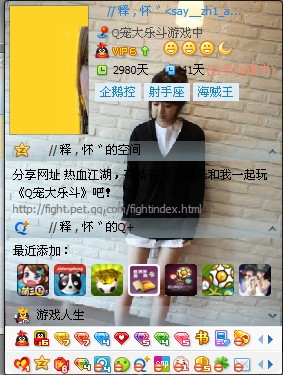 // 释 , 怀 〝 <say__zhi_a...
Q宠大乐斗游戏中
VIP6
2980天 41天
企鹅控 射手座 海贼王
// 释 , 怀 〝 的空间
分享网址 热血江湖，
和我一起玩
《Q宠大乐斗》吧！
http://fight.pet.qq.com/fightindex.html
// 释 , 怀 〝 的Q+
最近添加：
游戏人生